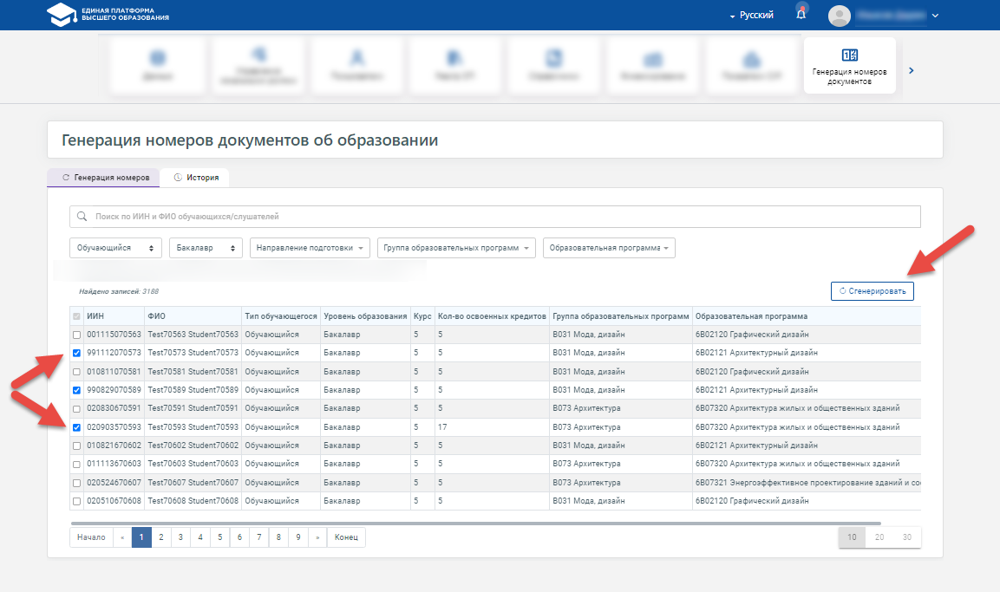 ЕДИНАЯ ПЛАТФОРМА
ВЫСШЕГО ОБРАЗОВАНИЯ
Русский
Генерация номеров
документов
Генерация номеров документов об образовании
Генерация номеров История
Поиск по ИИН и ФИО обучающихся/слушателей
Обучающийся Бакалавр Направление подготовки Группа образовательных программ Образовательная программа
Найдено записей: 3188 Сгенерировать
ИИН ФИО Тип обучающегося Уровень образования Курс Кол-во освоенных кредитов Группа образовательных программ Образовательная программа
001115070563 Test70563 Student70563 Обучающийся Бакалавр 5 5 B031 Мода, дизайн 6B02120 Графический дизайн
991112070573 Test70573 Student70573 Обучающийся Бакалавр 5 5 B031 Мода, дизайн 6B02121 Архитектурный дизайн
010811070581 Test70581 Student70581 Обучающийся Бакалавр 5 5 B031 Мода, дизайн 6B02120 Графический дизайн
990829070589 Test70589 Student70589 Обучающийся Бакалавр 5 5 B031 Мода, дизайн 6B02121 Архитектурный дизайн
020830670591 Test70591 Student70591 Обучающийся Бакалавр 5 5 B073 Архитектура 6B07320 Архитектура жилых и общественных зданий
020903570593 Test70593 Student70593 Обучающийся Бакалавр 5 17 B073 Архитектура 6B07320 Архитектура жилых и общественных зданий
010821670602 Test70602 Student70602 Обучающийся Бакалавр 5 5 B031 Мода, дизайн 6B02121 Архитектурный дизайн
011113670603 Test70603 Student70603 Обучающийся Бакалавр 5 5 B073 Архитектура 6B07320 Архитектура жилых и общественных зданий
020524670607 Test70607 Student70607 Обучающийся Бакалавр 5 5 B073 Архитектура 6B07321 Энергоэффективное проектирование зданий и соо
020510670608 Test70608 Student70608 Обучающийся Бакалавр 5 5 B031 Мода, дизайн 6B02120 Графический дизайн
Начало « 1 2 3 4 5 6 7 8 9 » Конец 10 20 30